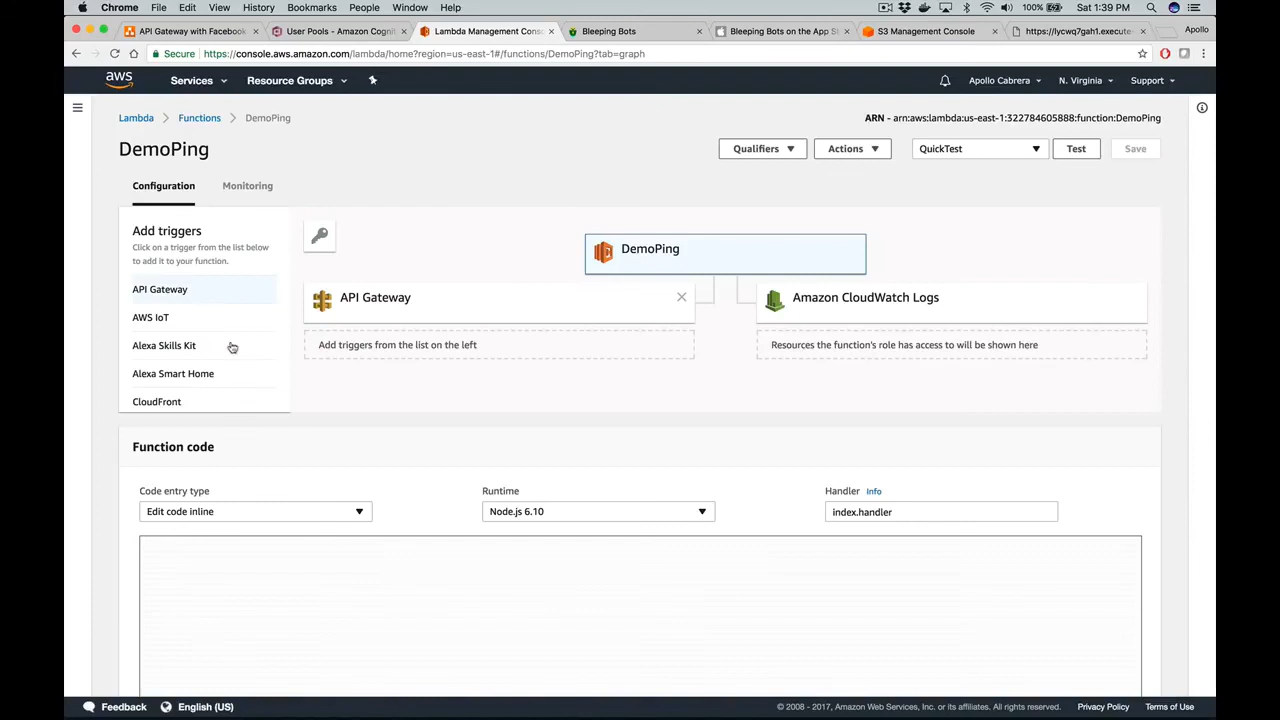 Chrome File Edit View History Bookmarks People Window Help 100% Sat 1:39 PM
API Gateway with Facebook User Pools - Amazon Cogni Lambda Management Cons Bleeping Bots Bleeping Bots on the App St S3 Management Console https://lycwq7gah1.execute- Apollo
Secure https://console.aws.amazon.com/lambda/home?region=us-east-1#/functions/DemoPing?tab=graph
aws Services Resource Groups Apollo Cabrera N. Virginia Support
Lambda Functions DemoPing ARN - arn:aws:lambda:us-east-1:322784605888:function:DemoPing
DemoPing Qualifiers Actions QuickTest Test Save
Configuration Monitoring
Add triggers
Click on a trigger from the list below
to add it to your function.
API Gateway
AWS IoT
Alexa Skills Kit
Alexa Smart Home
CloudFront
DemoPing
API Gateway Amazon CloudWatch Logs
Add triggers from the list on the left Resources the function's role has access to will be shown here
Function code
Code entry type Runtime Handler Info
Edit code inline Node.js 6.10 index.handler
Feedback English (US) © 2008 - 2017, Amazon Web Services, Inc. or its affiliates. All rights reserved. Privacy Policy Terms of Use